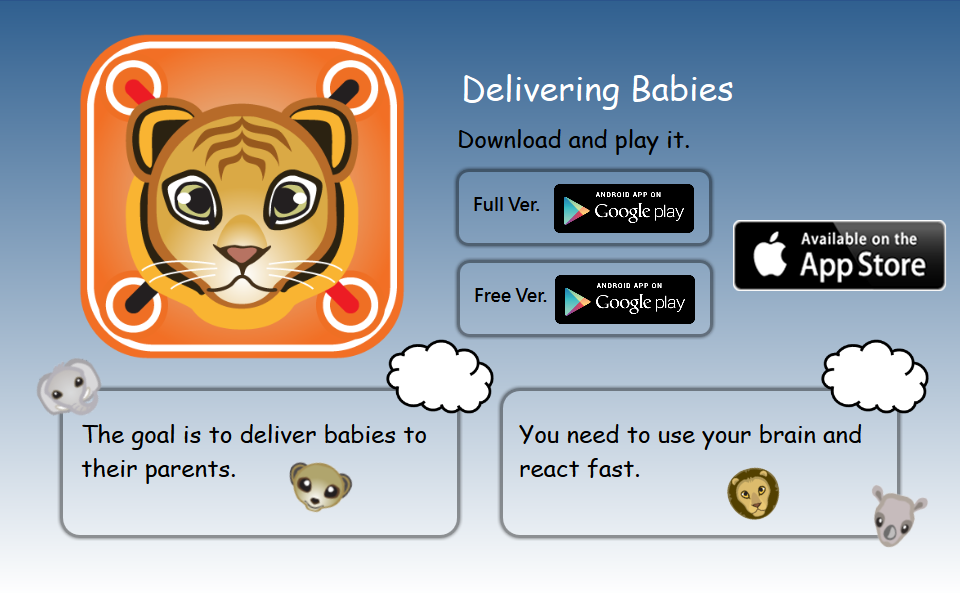 Delivering Babies
Download and play it.
Full Ver.
ANDROID APP ON
Google play
Free Ver.
ANDROID APP ON
Google play
Available on the
App Store
The goal is to deliver babies to
their parents.
You need to use your brain and
react fast.